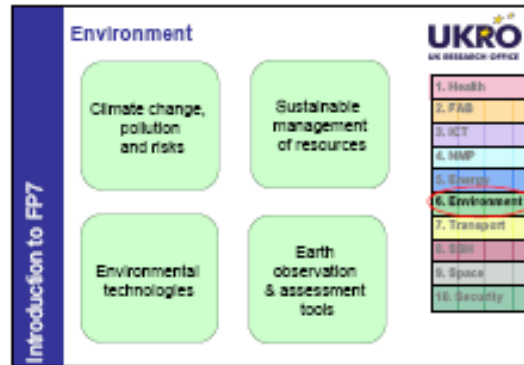 Environment
UKRO
UK RESEARCH OFFICE
Climate change,
pollution
and risks
Sustainable
management
of resources
Environmental
technologies
Earth
observation
& assessment
tools
1. Health
2. FAB
3. ICT
4. NMP
5. Energy
6. Environment
7. Transport
8. SSH
9. Space
10. Security
Introduction to FP7